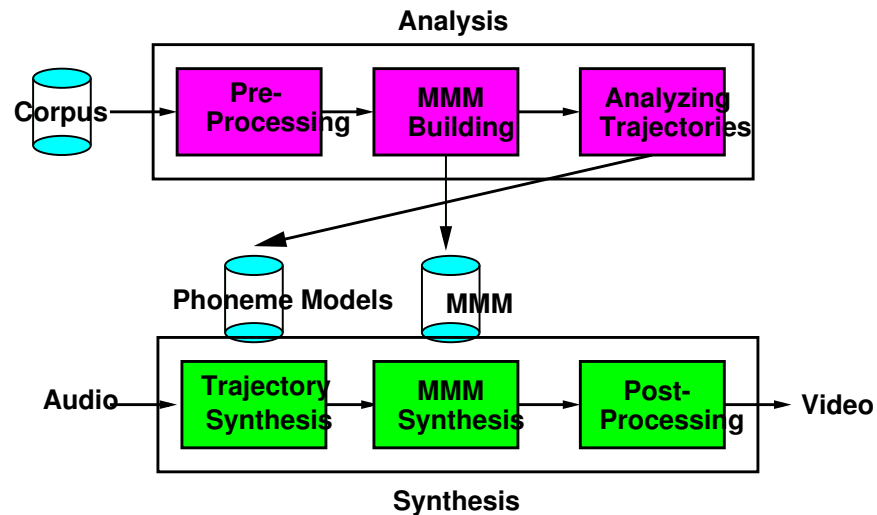 Analysis
Corpus
Pre-
Processing
MMM
Building
Analyzing
Trajectories
Phoneme Models
MMM
Audio
Trajectory
Synthesis
MMM
Synthesis
Post-
Processing
Video
Synthesis